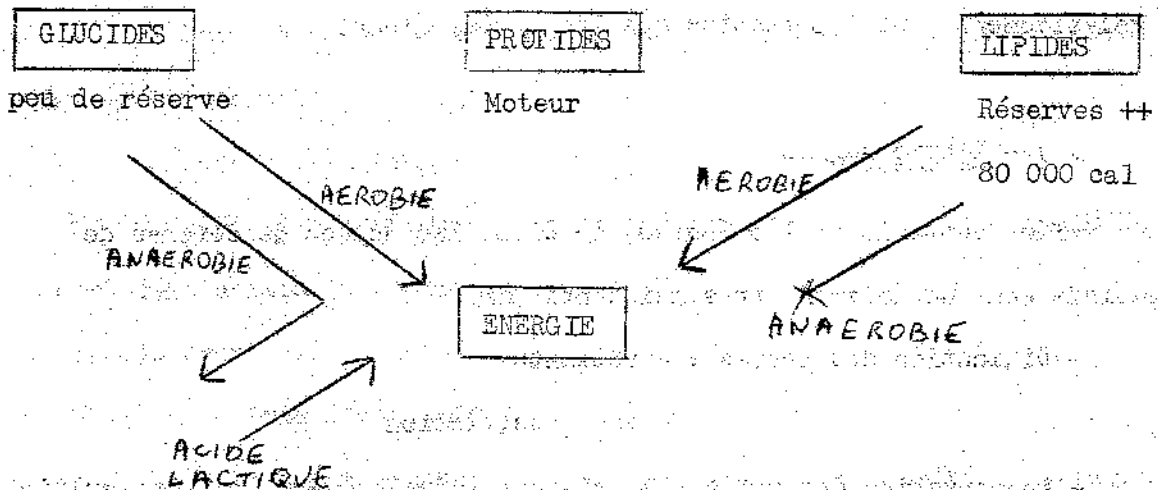 GLUCIDES
PROTIDES
LIPIDES
peu de réserve
Moteur
Réserves ++
80 000 cal
AEROBIE
AEROBIE
ANAEROBIE
ENERGIE
ANAEROBIE
ACIDE
LACTIQUE